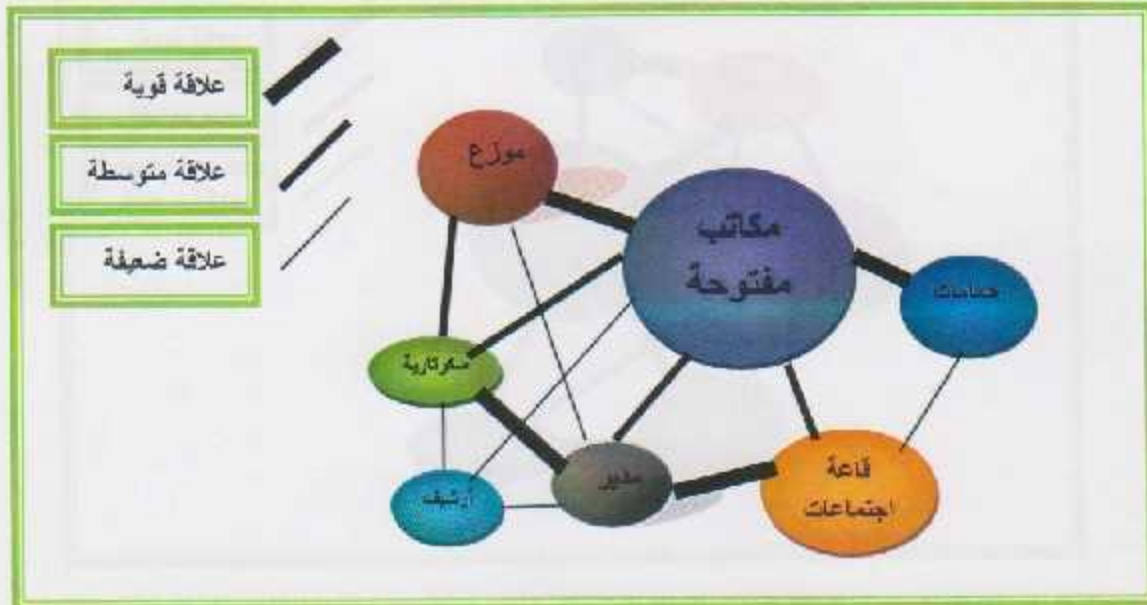 علاقة قوية
علاقة متوسطة
علاقة ضعيفة
موزع
مكاتب
مفتوحة
حمامات
سكرتارية
مدير
أرشيف
قاعة
اجتماعات